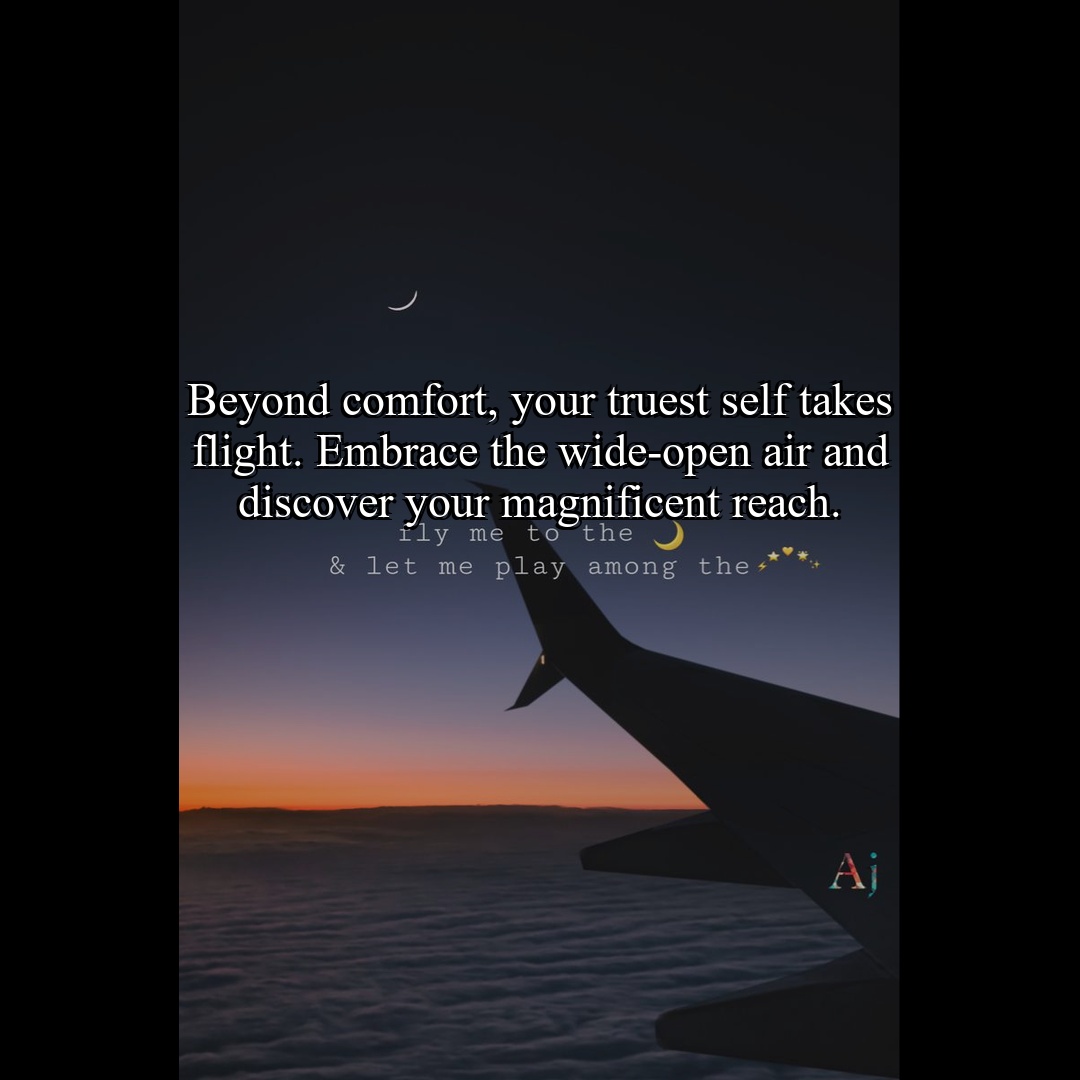 Beyond comfort, your truest self takes
flight. Embrace the wide-open air and
discover your magnificent reach.
fly me to the 🌙
& let me play among the
Aj